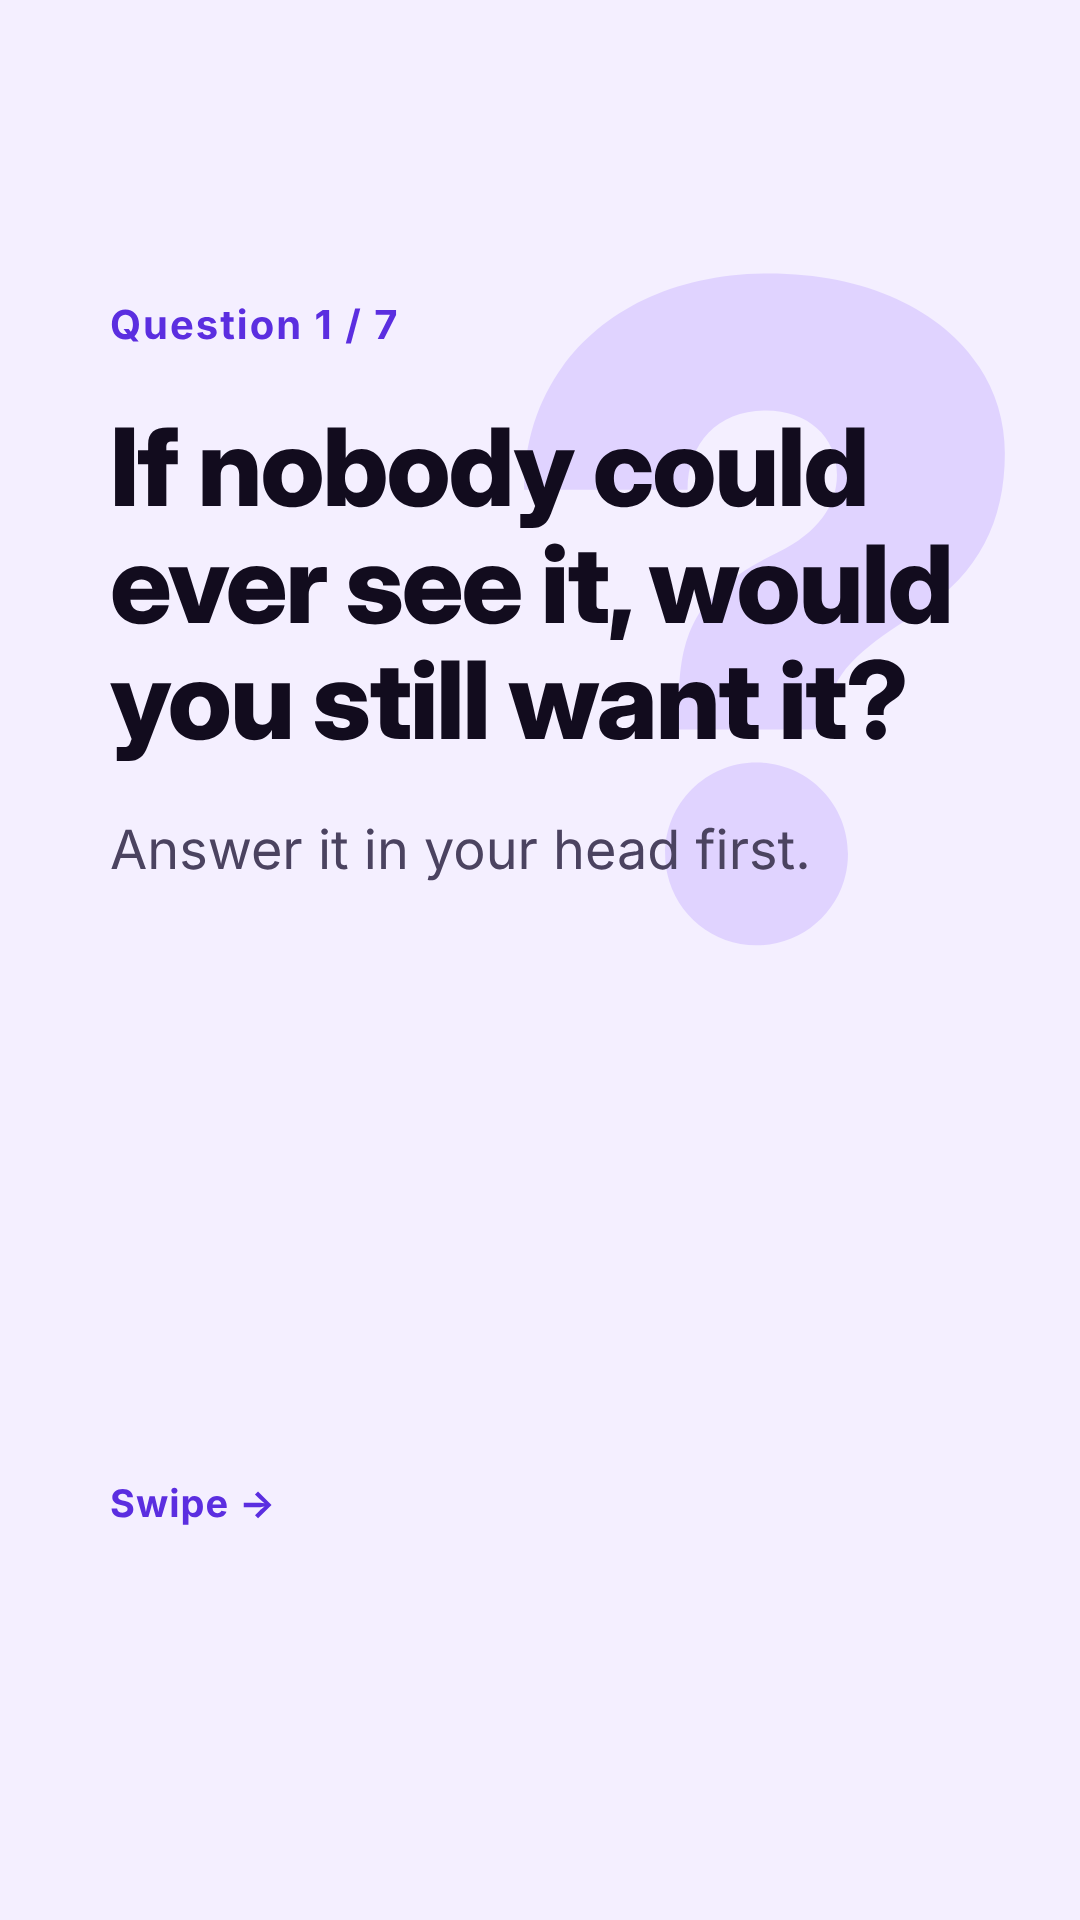 Question 1 / 7
If nobody could
ever see it, would
you still want it?
Answer it in your head first.
Swipe →